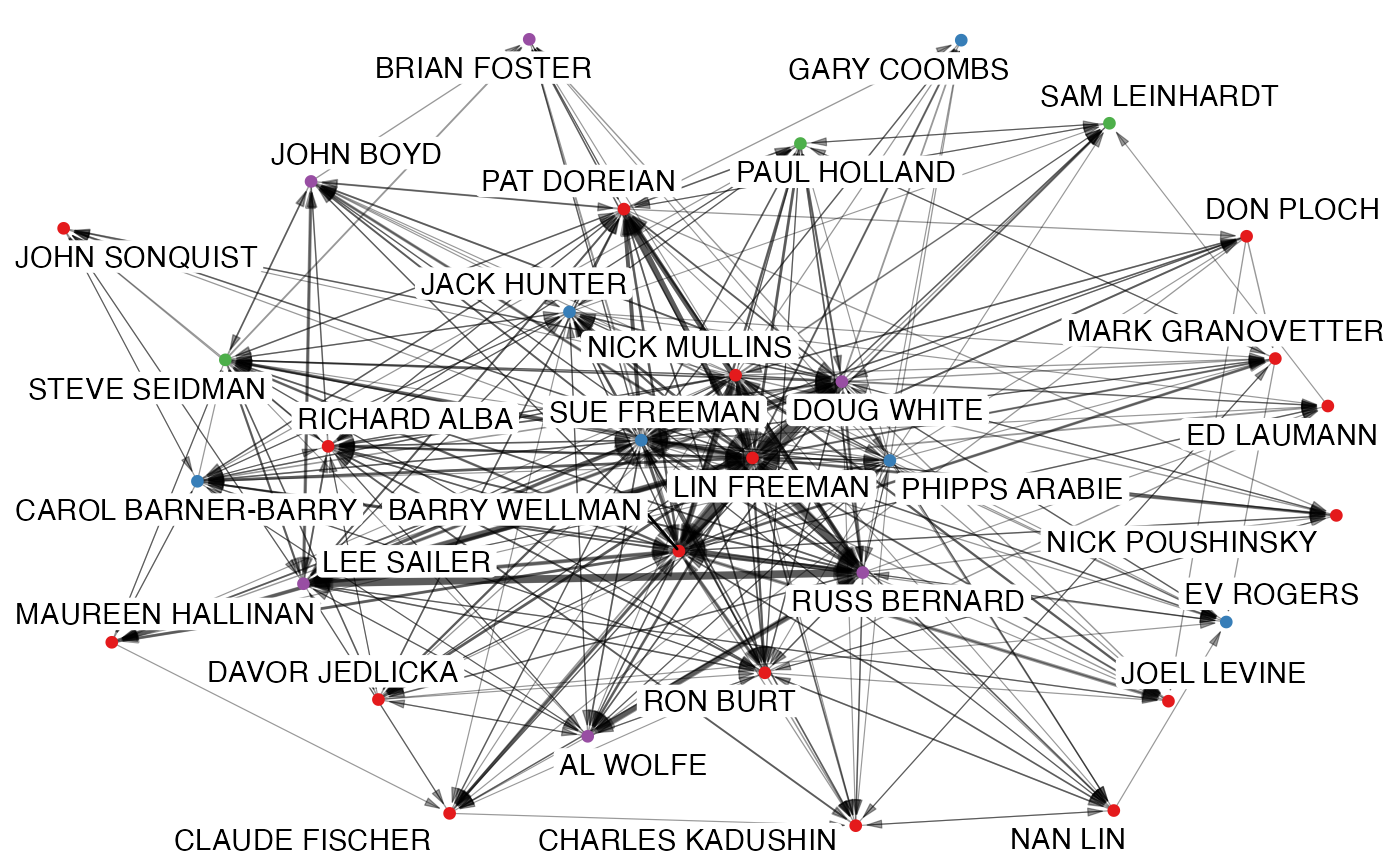 BRIAN FOSTER
GARY COOMBS
SAM LEINHARDT
JOHN BOYD
PAUL HOLLAND
PAT DOREIAN
DON PLOCH
JOHN SONQUIST
JACK HUNTER
MARK GRANOVETTER
NICK MULLINS
STEVE SEIDMAN
RICHARD ALBA
SUE FREEMAN
DOUG WHITE
ED LAUMANN
LIN FREEMAN
PHIPPS ARABIE
CAROL BARNER-BARRY
BARRY WELLMAN
NICK POUSHINSKY
LEE SAILER
EV ROGERS
RUSS BERNARD
MAUREEN HALLINAN
DAVOR JEDLICKA
JOEL LEVINE
RON BURT
AL WOLFE
CLAUDE FISCHER
CHARLES KADUSHIN
NAN LIN